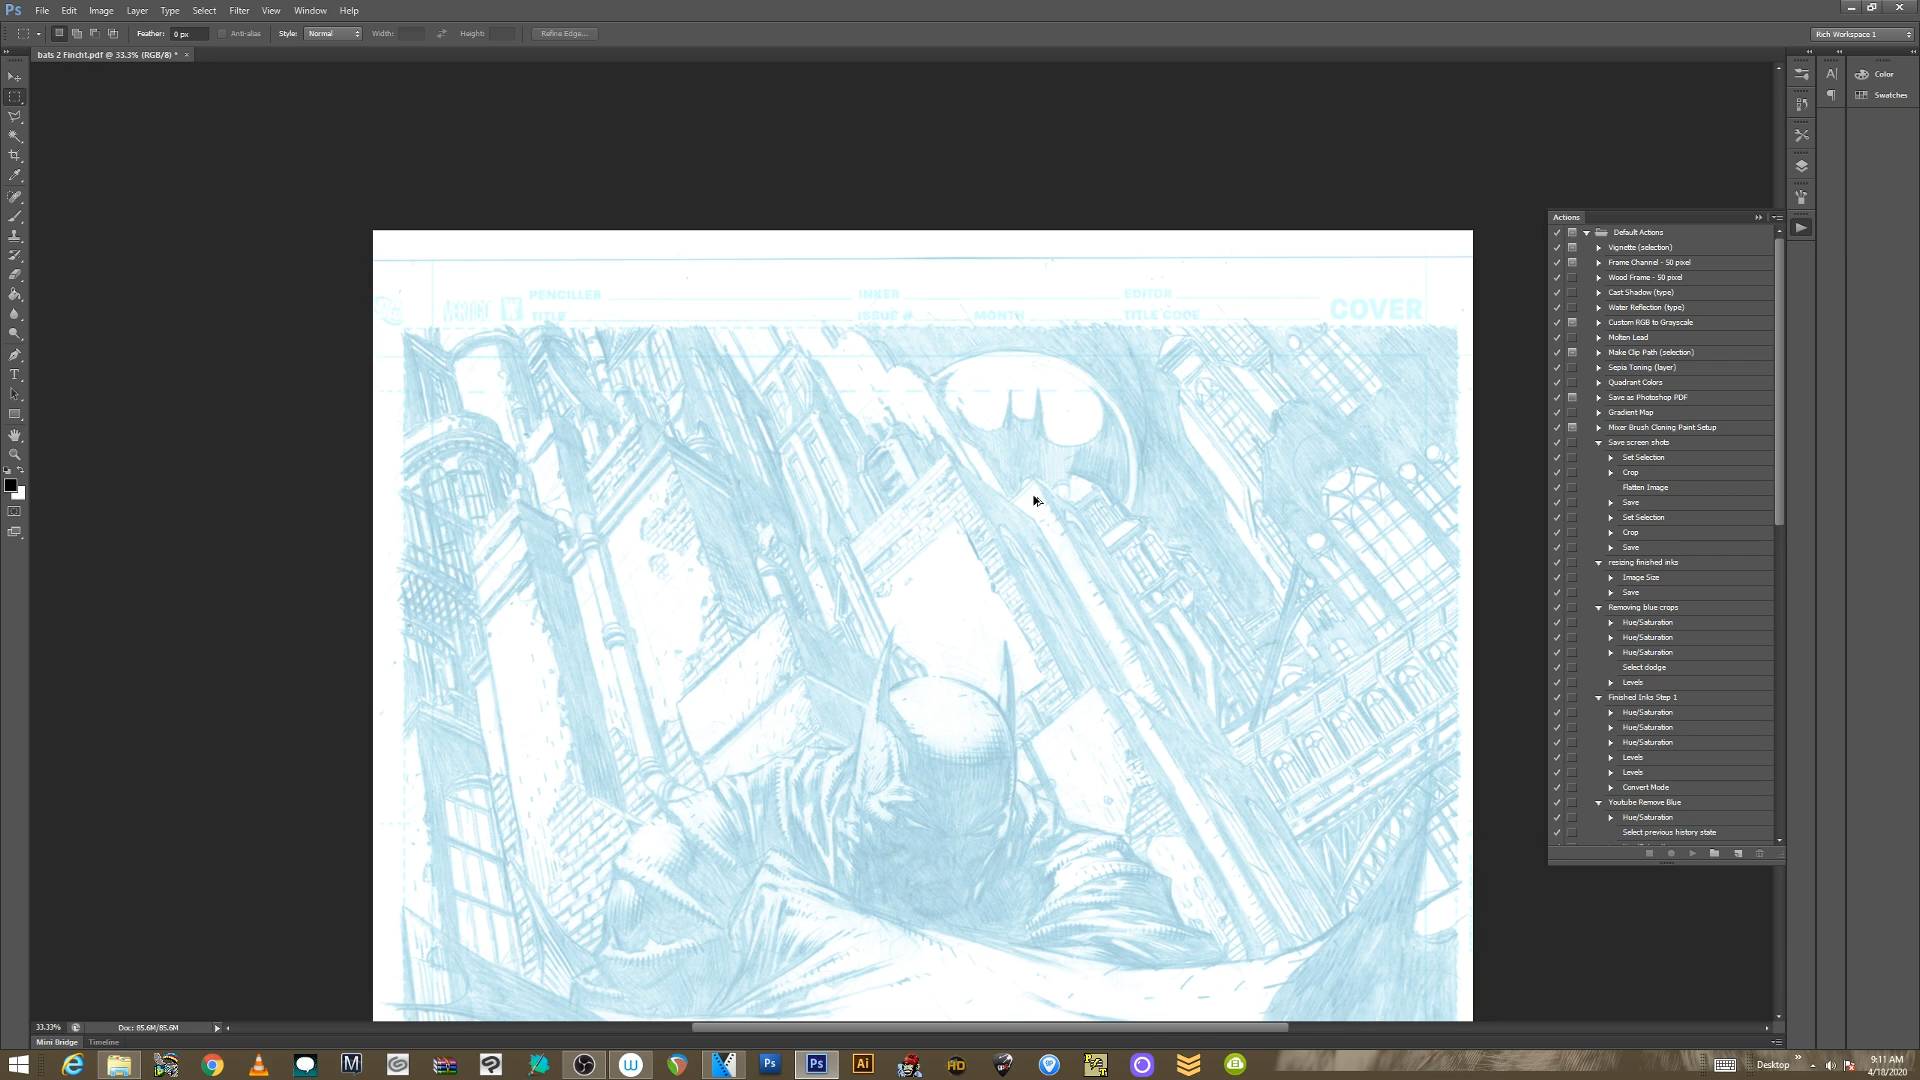 Ps File Edit Image Layer Type Select Filter View Window Help
Feather: 0 px Anti-alias Style: Normal Width: Height: Refine Edge... Rich Workspace 1
bats 2 Fincht.pdf @ 33.3% (RGB/8) * ×
Color
Swatches
Actions
Default Actions
Vignette (selection)
Frame Channel - 50 pixel
Wood Frame - 50 pixel
Cast Shadow (type)
Water Reflection (type)
Custom RGB to Grayscale
Molten Lead
Make Clip Path (selection)
Sepia Toning (layer)
Quadrant Colors
Save as Photoshop PDF
Gradient Map
Mixer Brush Cloning Paint Setup
Save screen shots
Set Selection
Crop
Flatten Image
Save
Set Selection
Crop
Save
resizing finished inks
Image Size
Save
Removing blue crops
Hue/Saturation
Hue/Saturation
Hue/Saturation
Select dodge
Levels
Finished Inks Step 1
Hue/Saturation
Hue/Saturation
Hue/Saturation
Levels
Levels
Convert Mode
Youtube Remove Blue
Hue/Saturation
Select previous history state
VERTIGO W PENCILLER INKER EDITOR
TITLE ISSUE # MONTH TITLE CODE COVER
33.33% Doc: 85.6M/85.6M
Mini Bridge Timeline
Desktop
9:11 AM
4/18/2020